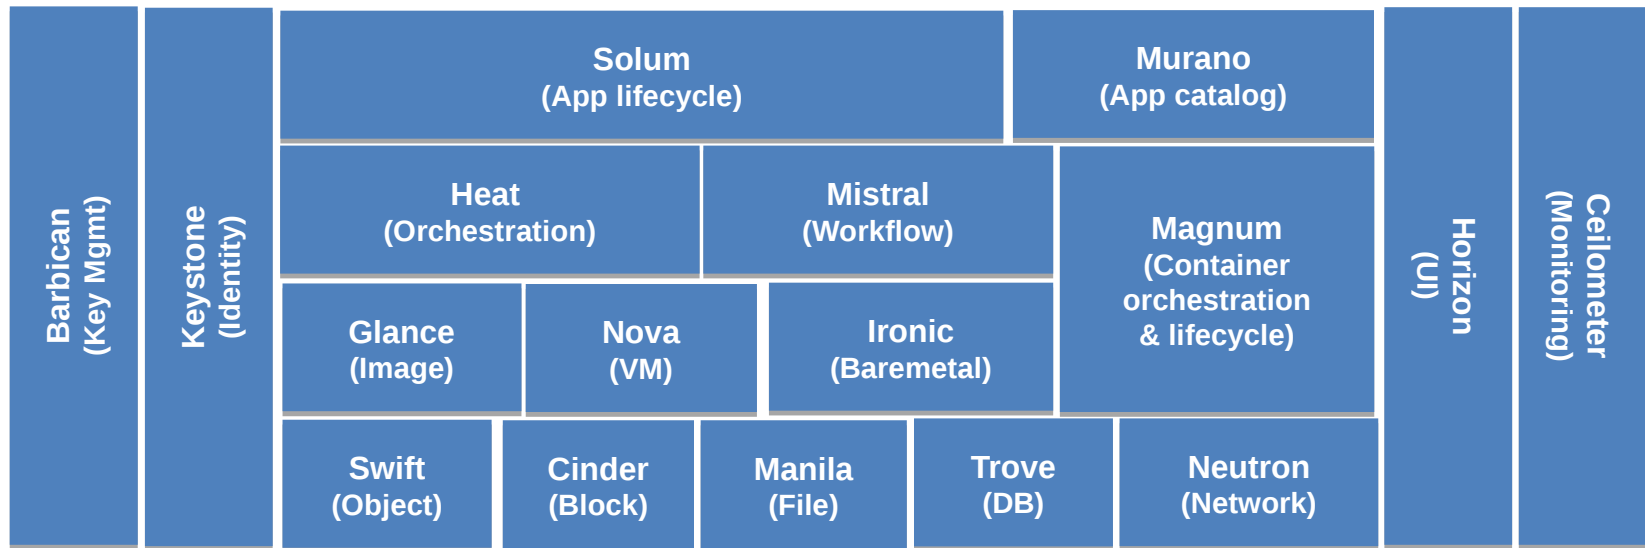 Barbican
(Key Mgmt)
Keystone
(Identity)
Solum
(App lifecycle)
Murano
(App catalog)
Heat
(Orchestration)
Mistral
(Workflow)
Magnum
(Container
orchestration
& lifecycle)
Glance
(Image)
Nova
(VM)
Ironic
(Baremetal)
Swift
(Object)
Cinder
(Block)
Manila
(File)
Trove
(DB)
Neutron
(Network)
Horizon
(UI)
Ceilometer
(Monitoring)